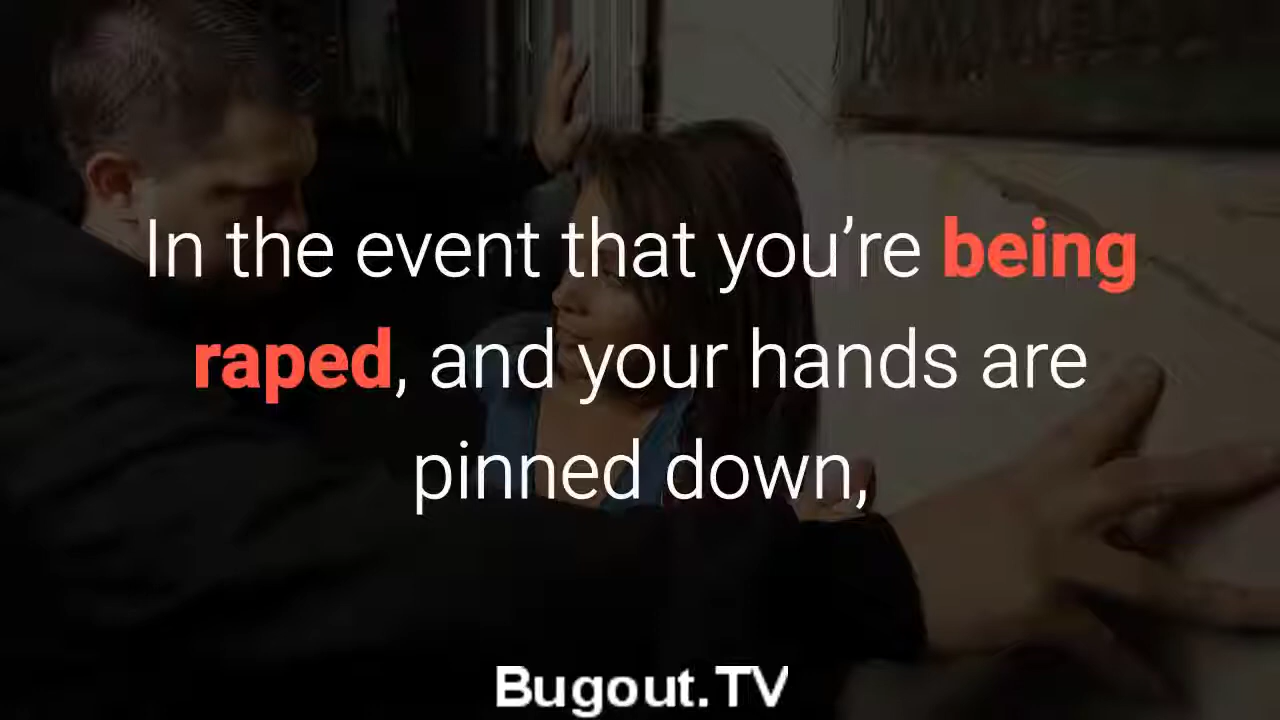 In the event that you’re being
raped, and your hands are
pinned down,
Bugout.TV